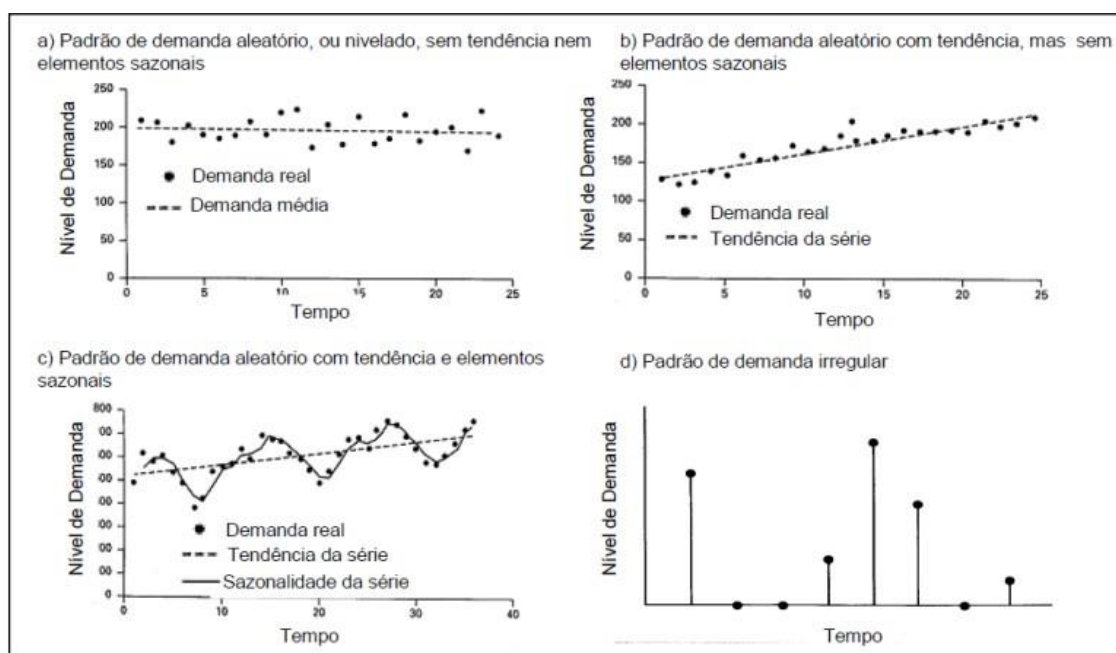 a) Padrão de demanda aleatório, ou nivelado, sem tendência nem
elementos sazonais
250
200
150
100
50
0
Nível de Demanda
Demanda real
Demanda média
0 5 10 15 20 25
Tempo
b) Padrão de demanda aleatório com tendência, mas sem
elementos sazonais
250
200
150
100
50
0
Nível de Demanda
Demanda real
Tendência da série
0 5 10 15 20 25
Tempo
c) Padrão de demanda aleatório com tendência e elementos
sazonais
800
00
00
00
00
0
Nível de Demanda
Demanda real
Tendência da série
Sazonalidade da série
0 10 20 30 40
Tempo
d) Padrão de demanda irregular
Nível de Demanda
Tempo